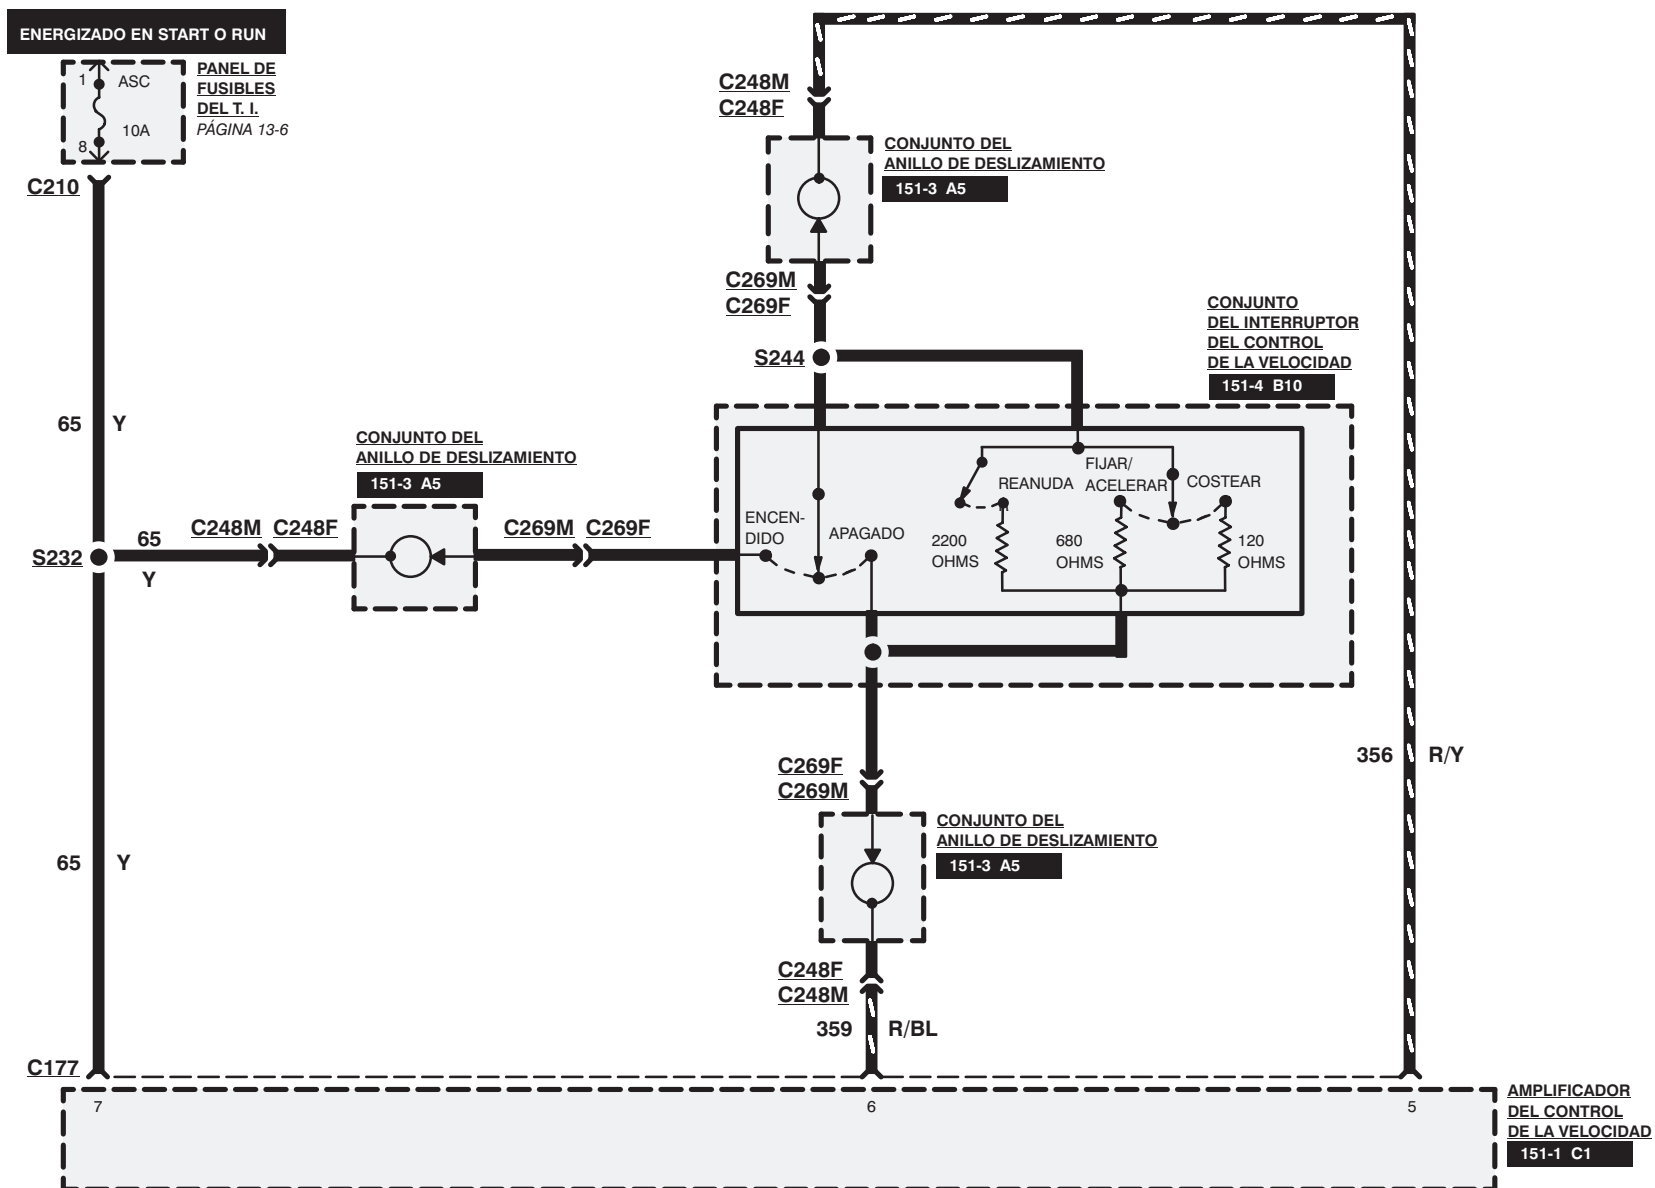 ENERGIZADO EN START O RUN
1
ASC
10A
8
PANEL DE
FUSIBLES
DEL T. I.
PÁGINA 13-6
C210
65
Y
S232
65
Y
C248M
C248F
CONJUNTO DEL
ANILLO DE DESLIZAMIENTO
151-3 A5
C269M
C269F
C248M
C248F
CONJUNTO DEL
ANILLO DE DESLIZAMIENTO
151-3 A5
C269M
C269F
S244
CONJUNTO
DEL INTERRUPTOR
DEL CONTROL
DE LA VELOCIDAD
151-4 B10
ENCEN-
DIDO
APAGADO
REANUDA
FIJAR/
ACELERAR
COSTEAR
2200
OHMS
680
OHMS
120
OHMS
356
R/Y
C269F
C269M
CONJUNTO DEL
ANILLO DE DESLIZAMIENTO
151-3 A5
65
Y
C248F
C248M
359
R/BL
C177
7
6
5
AMPLIFICADOR
DEL CONTROL
DE LA VELOCIDAD
151-1 C1